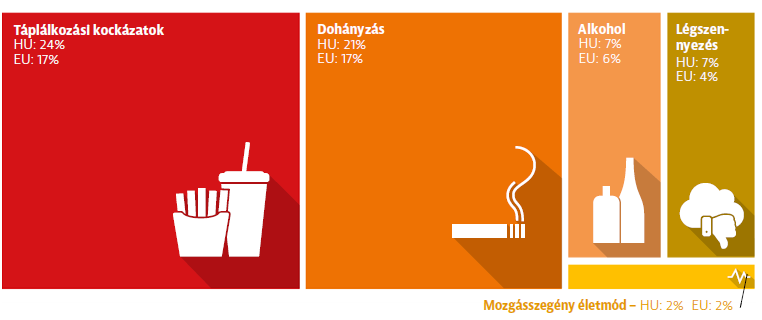 Táplálkozási kockázatok
HU: 24%
EU: 17%
Dohányzás
HU: 21%
EU: 17%
Alkohol
HU: 7%
EU: 6%
Légszen-
nyezés
HU: 7%
EU: 4%
Mozgásszegény életmód – HU: 2% EU: 2%